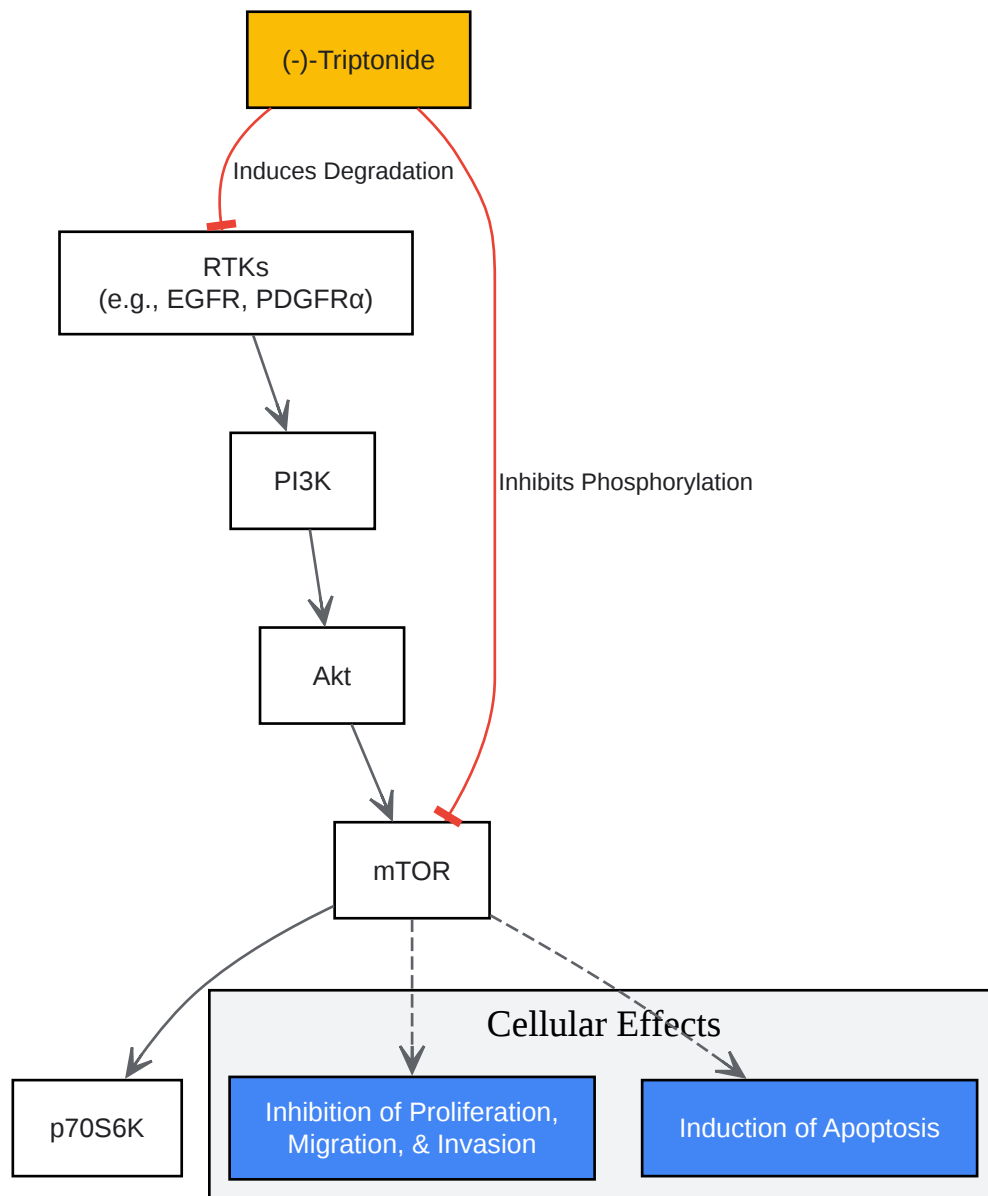 (-)-Triptonide
Induces Degradation
RTKs
(e.g., EGFR, PDGFRα)
PI3K
Inhibits Phosphorylation
Akt
mTOR
Cellular Effects
p70S6K
Inhibition of Proliferation,
Migration, & Invasion
Induction of Apoptosis